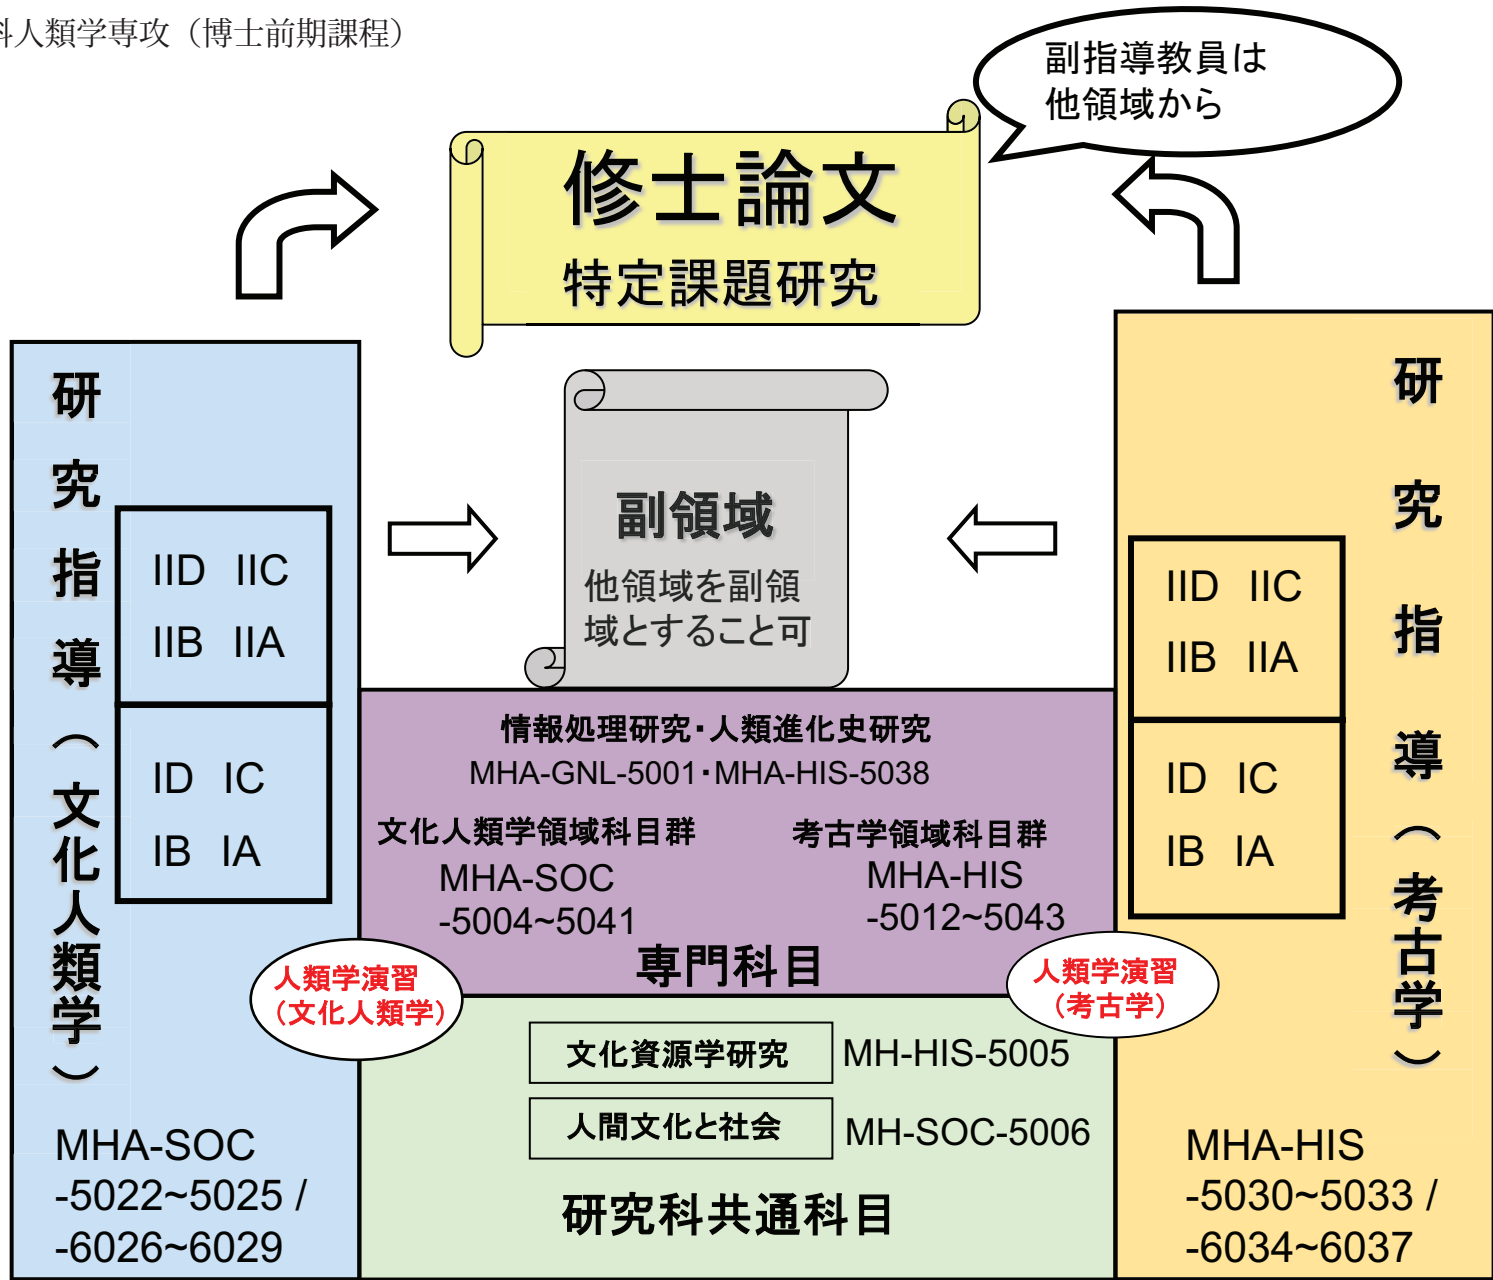 科人類学専攻（博士前期課程）
副指導教員は
他領域から
修士論文
特定課題研究
研究指導（文化人類学）
IID IIC
IIB IIA
ID IC
IB IA
MHA-SOC
-5022~5025 /
-6026~6029
副領域
他領域を副領
域とすること可
情報処理研究・人類進化史研究
MHA-GNL-5001・MHA-HIS-5038
文化人類学領域科目群
MHA-SOC
-5004~5041
考古学領域科目群
MHA-HIS
-5012~5043
専門科目
人類学演習
（文化人類学）
人類学演習
（考古学）
文化資源学研究
MH-HIS-5005
人間文化と社会
MH-SOC-5006
研究科共通科目
研究指導（考古学）
IID IIC
IIB IIA
ID IC
IB IA
MHA-HIS
-5030~5033 /
-6034~6037